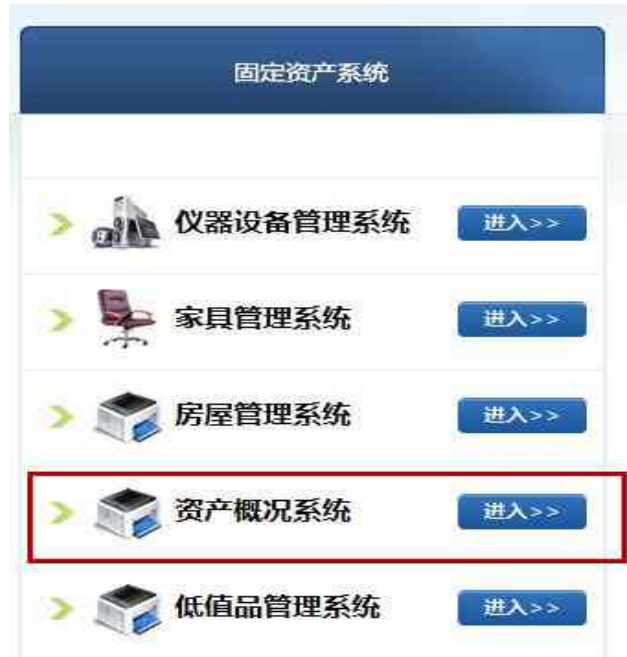 固定资产系统
仪器设备管理系统 进入>>
家具管理系统 进入>>
房屋管理系统 进入>>
资产概况系统 进入>>
低值品管理系统 进入>>